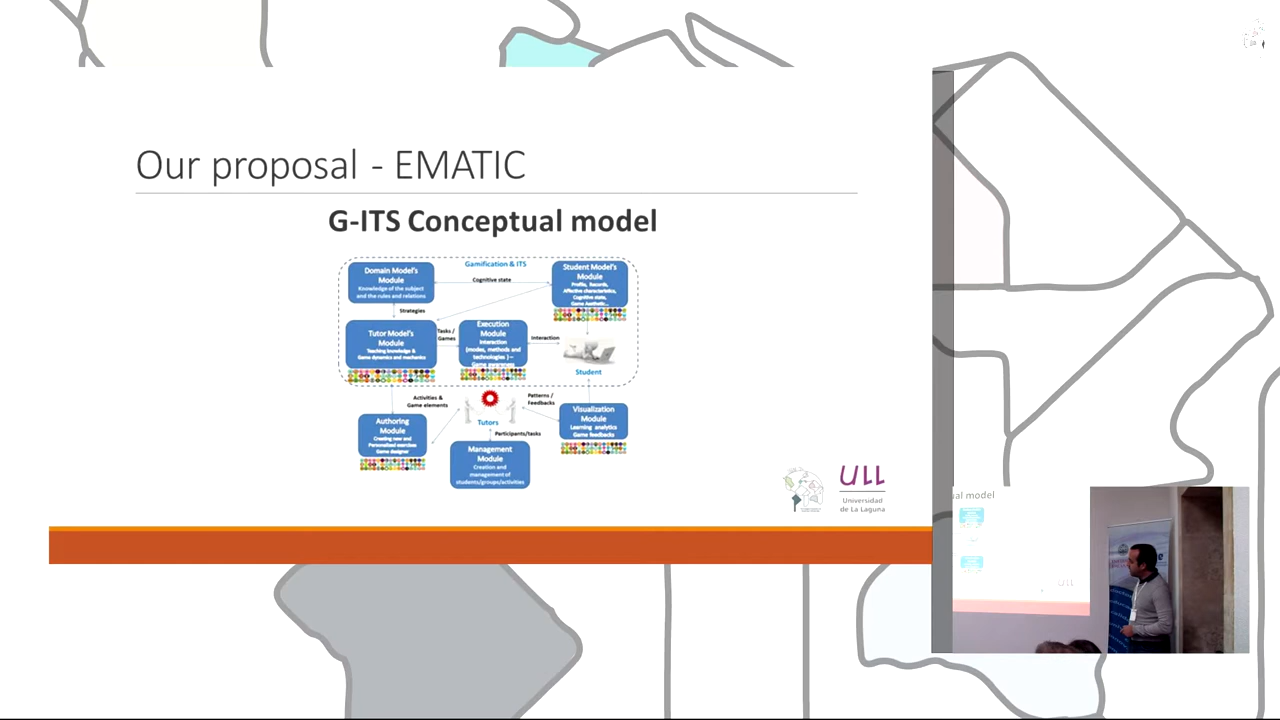 Our proposal - EMATIC
G-ITS Conceptual model
Gamification & ITS
Domain Model's
Module
Knowledge of the subject
and the rules and relations
Cognitive state
Student Model's
Module
Profile, Records,
Affective characteristics,
Cognitive state,
Game Aesthetic...
Strategies
Tutor Model's
Module
Teaching knowledge &
Game dynamics and mechanics
Tasks /
Games
Execution
Module
Interaction
(modes, methods and
technologies ) –
Interaction
Student
Activities &
Game elements
Patterns /
Feedbacks
Authoring
Module
Creating new and
Personalized exercises
Game designer
Tutors
Participants/tasks
Visualization
Module
Learning analytics
Game feedbacks
Management
Module
Creation and
management of
students/groups/activities
ULL
Universidad
de La Laguna
ual model
ULL